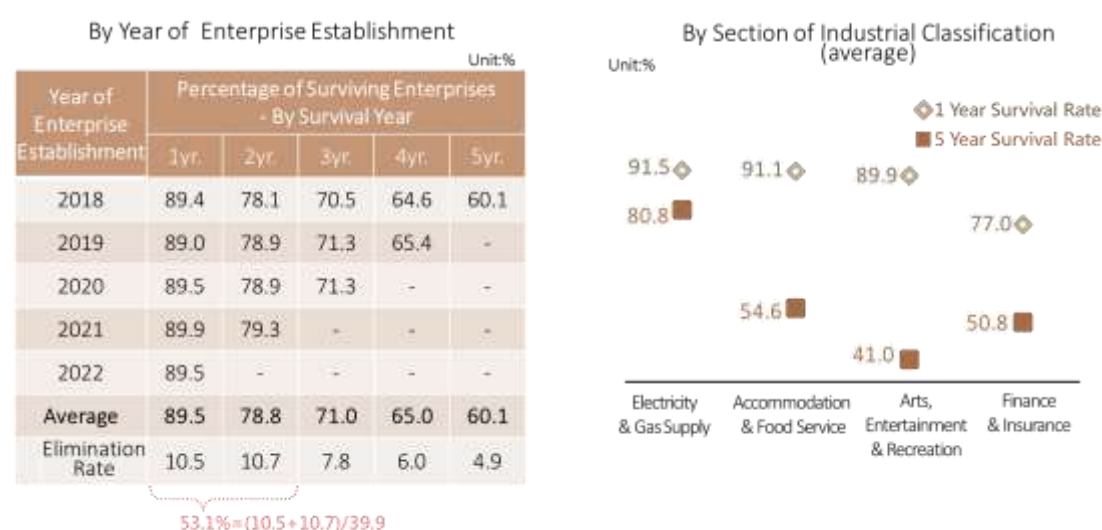 By Year of Enterprise Establishment
Unit:%
Year of Enterprise Establishment
Percentage of Surviving Enterprises
- By Survival Year
1yr. 2yr. 3yr. 4yr. 5yr.
2018 89.4 78.1 70.5 64.6 60.1
2019 89.0 78.9 71.3 65.4 -
2020 89.5 78.9 71.3 - -
2021 89.9 79.3 - - -
2022 89.5 - - - -
Average 89.5 78.8 71.0 65.0 60.1
Elimination Rate 10.5 10.7 7.8 6.0 4.9
53.1%=(10.5+10.7)/39.9
By Section of Industrial Classification
(average)
Unit:%
1 Year Survival Rate
5 Year Survival Rate
91.5
80.8
91.1
54.6
89.9
41.0
77.0
50.8
Electricity
& Gas Supply
Accommodation
& Food Service
Arts,
Entertainment
& Recreation
Finance
& Insurance